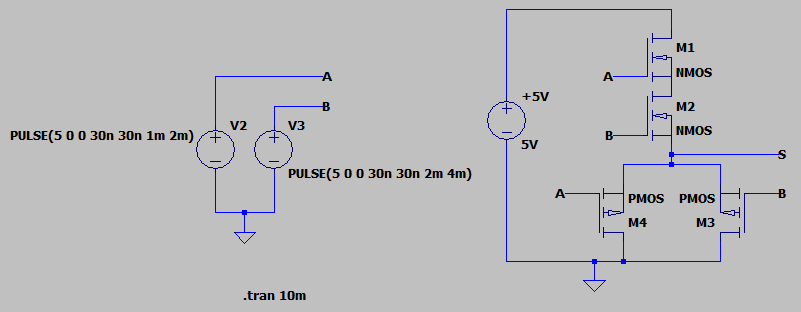 A
B
V2
V3
PULSE(5 0 0 30n 30n 1m 2m)
PULSE(5 0 0 30n 30n 2m 4m)
.tran 10m
+5V
5V
M1
A
NMOS
M2
B
NMOS
S
A
PMOS
M4
PMOS
M3
B